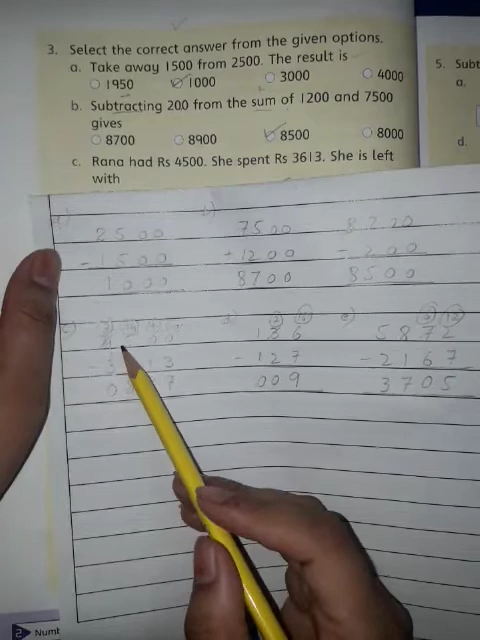 3. Select the correct answer from the given options.
a. Take away 1500 from 2500. The result is
1950 1000 3000 4000
b. Subtracting 200 from the sum of 1200 and 7500
gives
8700 8900 8500 8000
c. Rana had Rs 4500. She spent Rs 3613. She is left
with
5. Subt
a.
d.
2500 7500
- 1500 + 1200 - 200
1000 8700 8500
d) 136 e) 5872
- 127 - 2167
009 3705
2 Numt